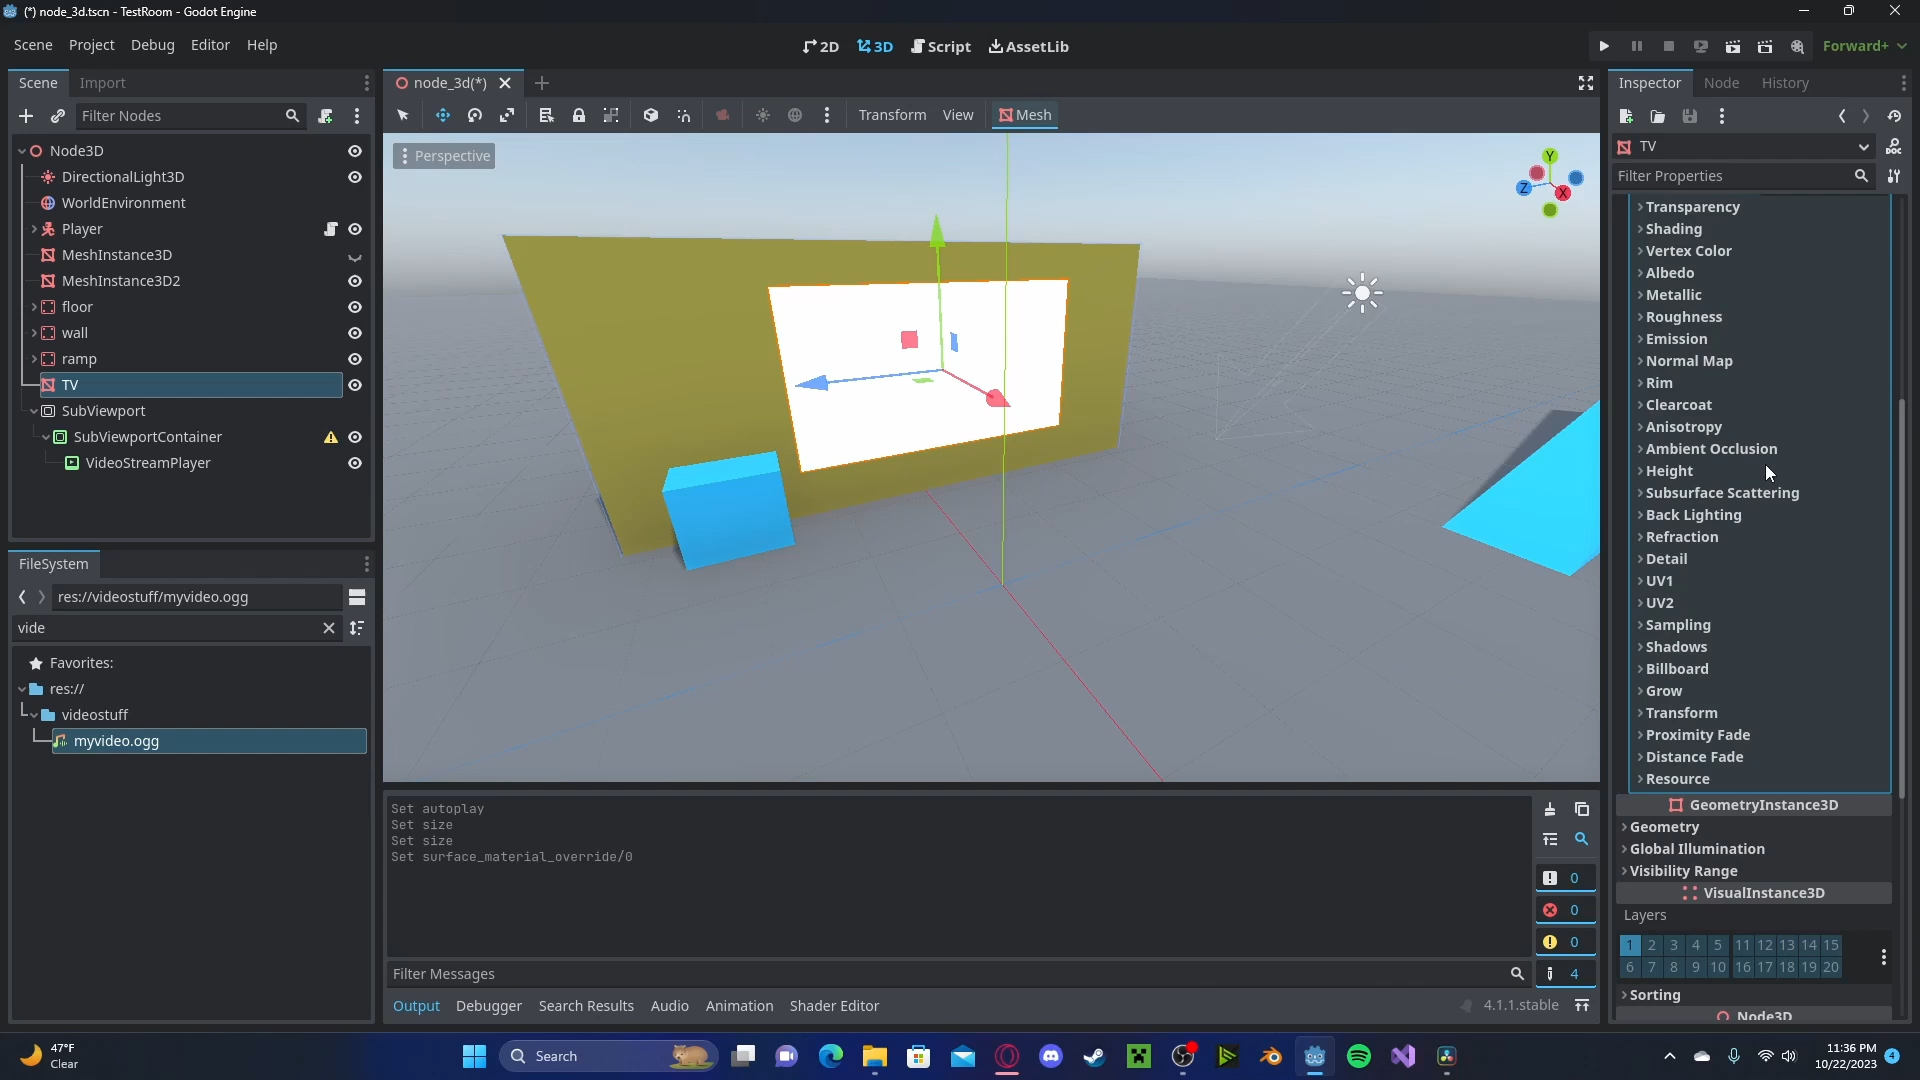 (*) node_3d.tscn - TestRoom - Godot Engine
Scene Project Debug Editor Help
2D 3D Script AssetLib
Forward+
Scene Import
Filter Nodes
Node3D
DirectionalLight3D
WorldEnvironment
Player
MeshInstance3D
MeshInstance3D2
floor
wall
ramp
TV
SubViewport
SubViewportContainer
VideoStreamPlayer
FileSystem
res://videostuff/myvideo.ogg
vide
Favorites:
res://
videostuff
myvideo.ogg
node_3d(*)
Transform View Mesh
Perspective
Y
Z
X
Set autoplay
Set size
Set size
Set surface_material_override/0
0
0
0
4
Filter Messages
Output Debugger Search Results Audio Animation Shader Editor
4.1.1.stable
Inspector Node History
TV
Filter Properties
Transparency
Shading
Vertex Color
Albedo
Metallic
Roughness
Emission
Normal Map
Rim
Clearcoat
Anisotropy
Ambient Occlusion
Height
Subsurface Scattering
Back Lighting
Refraction
Detail
UV1
UV2
Sampling
Shadows
Billboard
Grow
Transform
Proximity Fade
Distance Fade
Resource
GeometryInstance3D
Geometry
Global Illumination
Visibility Range
VisualInstance3D
Layers
1 2 3 4 5 11 12 13 14 15
6 7 8 9 10 16 17 18 19 20
Sorting
Node3D
47°F
Clear
Search
11:36 PM
10/22/2023
4